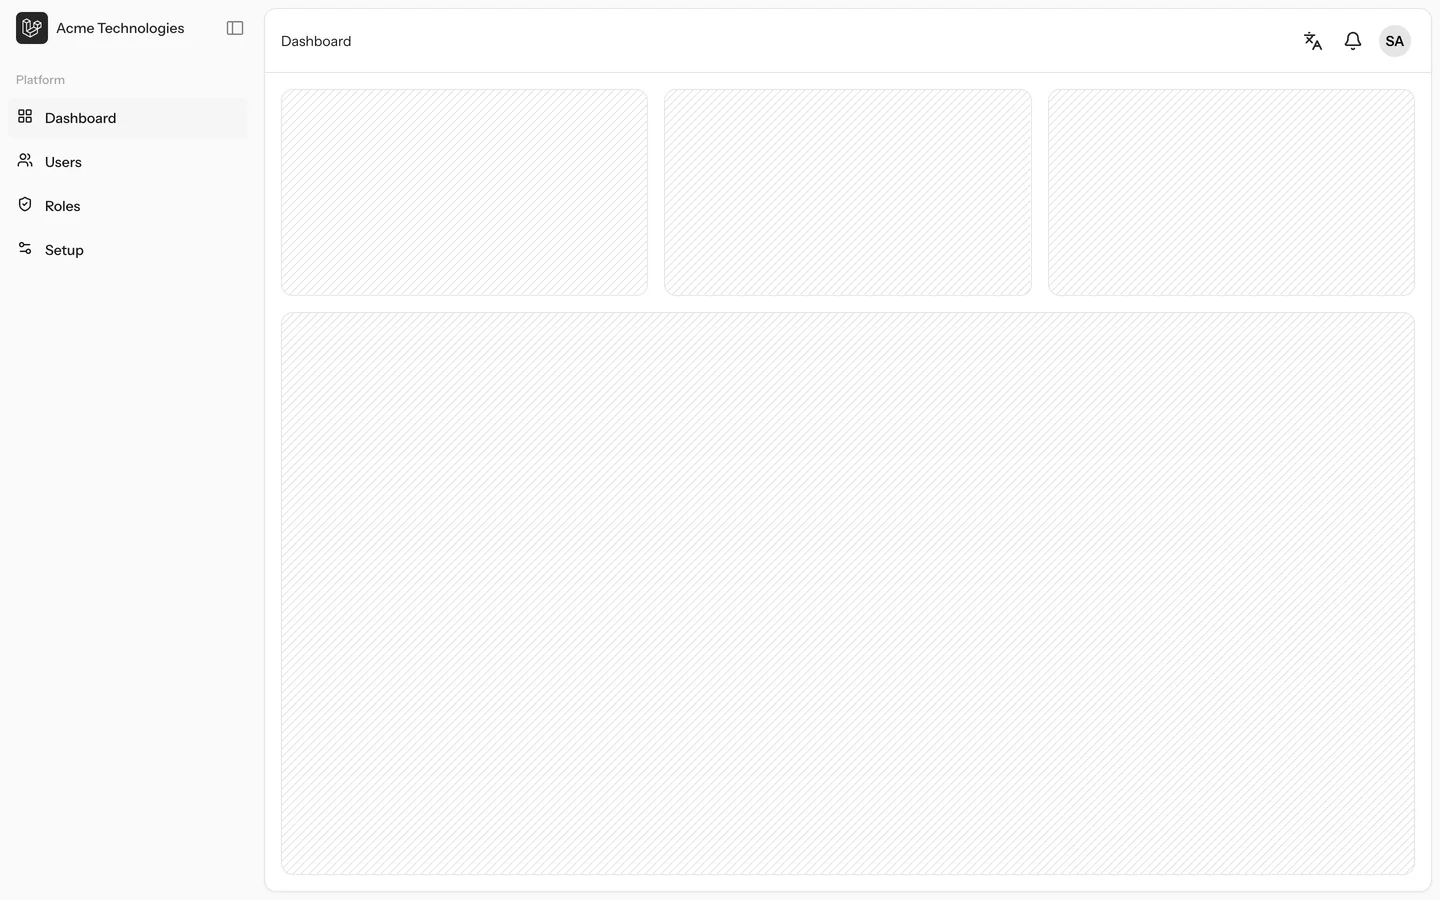 Acme Technologies
Platform
Dashboard
Users
Roles
Setup
Dashboard
SA